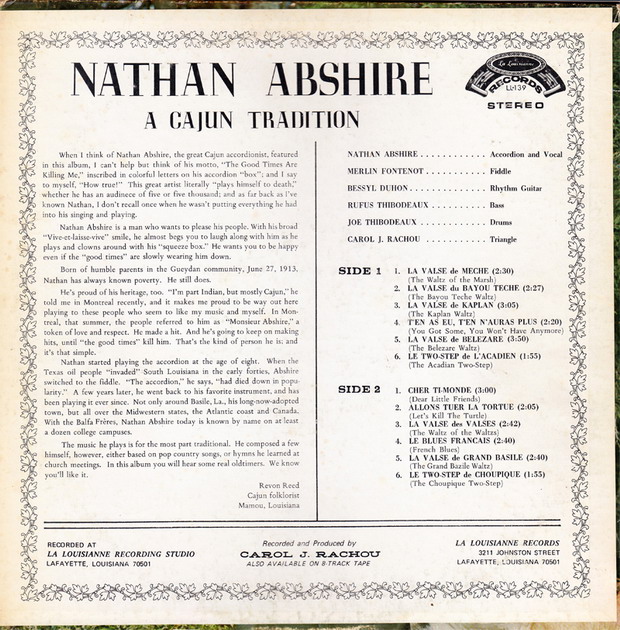 NATHAN ABSHIRE
A CAJUN TRADITION
La Louisianne
RECORDS
LL-139
STEREO
When I think of Nathan Abshire, the great Cajun accordionist, featured
in this album, I can't help but think of his motto, "The Good Times Are
Killing Me," inscribed in colorful letters on his accordion "box"; and I say
to myself, "How true!" This great artist literally "plays himself to death,"
whether he has an audience of five or five thousand; and as far back as I've
known Nathan, I don't recall once when he wasn't putting everything he had
into his singing and playing.
Nathan Abshire is a man who wants to please his people. With his broad
"Vive-et-laisse-vive" smile, he almost begs you to laugh along with him as he
plays and clowns around with his "squeeze box." He wants you to be happy
even if the "good times" are slowly wearing him down.
Born of humble parents in the Gueydan community, June 27, 1913,
Nathan has always known poverty. He still does.
He's proud of his heritage, too. "I'm part Indian, but mostly Cajun," he
told me in Montreal recently, and it makes me proud to be way out here
playing to these people who seem to like my music and myself. In Mon-
treal, that summer, the people referred to him as "Monsieur Abshire," a
token of love and respect. He made a hit. And he's going to keep on making
hits, until "the good times" kill him. That's the kind of person he is; and
it's that simple.
Nathan started playing the accordion at the age of eight. When the
Texas oil people "invaded" South Louisiana in the early forties, Abshire
switched to the fiddle. "The accordion," he says, "had died down in popu-
larity." A few years later, he went back to his favorite instrument, and has
been playing it ever since. Not only around Basile, La., his long-now-adopted
town, but all over the Midwestern states, the Atlantic coast and Canada.
With the Balfa Frères, Nathan Abshire today is known by name on at least
a dozen college campuses.
The music he plays is for the most part traditional. He composed a few
himself, however, either based on pop country songs, or hymns he learned at
church meetings. In this album you will hear some real oldtimers. We know
you'll like it.
Revon Reed
Cajun folklorist
Mamou, Louisiana
NATHAN ABSHIRE . . . . . . . . . . . Accordion and Vocal
MERLIN FONTENOT . . . . . . . . . . Fiddle
BESSYL DUHON . . . . . . . . . . . . . Rhythm Guitar
RUFUS THIBODEAUX . . . . . . . . . Bass
JOE THIBODEAUX . . . . . . . . . . . Drums
CAROL J. RACHOU . . . . . . . . . . Triangle
SIDE 1 1. LA VALSE de MECHE (2:30)
(The Waltz of the Marsh)
2. LA VALSE du BAYOU TECHE (2:27)
(The Bayou Teche Waltz)
3. LA VALSE de KAPLAN (3:05)
(The Kaplan Waltz)
4. T'EN AS EU, T'EN N'AURAS PLUS (2:20)
(You Got Some, You Won't Have Anymore)
5. LA VALSE de BELEZARE (3:50)
(The Belezare Waltz)
6. LE TWO-STEP de L'ACADIEN (1:55)
(The Acadian Two-Step)
SIDE 2 1. CHER TI-MONDE (3:00)
(Dear Little Friends)
2. ALLONS TUER LA TORTUE (2:05)
(Let's Kill The Turtle)
3. LA VALSE des VALSES (2:42)
(The Waltz of the Waltzs)
4. LE BLUES FRANCAIS (2:40)
(French Blues)
5. LA VALSE de GRAND BASILE (2:40)
(The Grand Bazile Waltz)
6. LE TWO-STEP de CHOUPIQUE (1:55)
(The Choupique Two-Step)
RECORDED AT
LA LOUISIANNE RECORDING STUDIO
LAFAYETTE, LOUISIANA 70501
Recorded and Produced by
CAROL J. RACHOU
ALSO AVAILABLE ON 8-TRACK TAPE
LA LOUISIANNE RECORDS
3211 JOHNSTON STREET
LAFAYETTE, LOUISIANA 70501